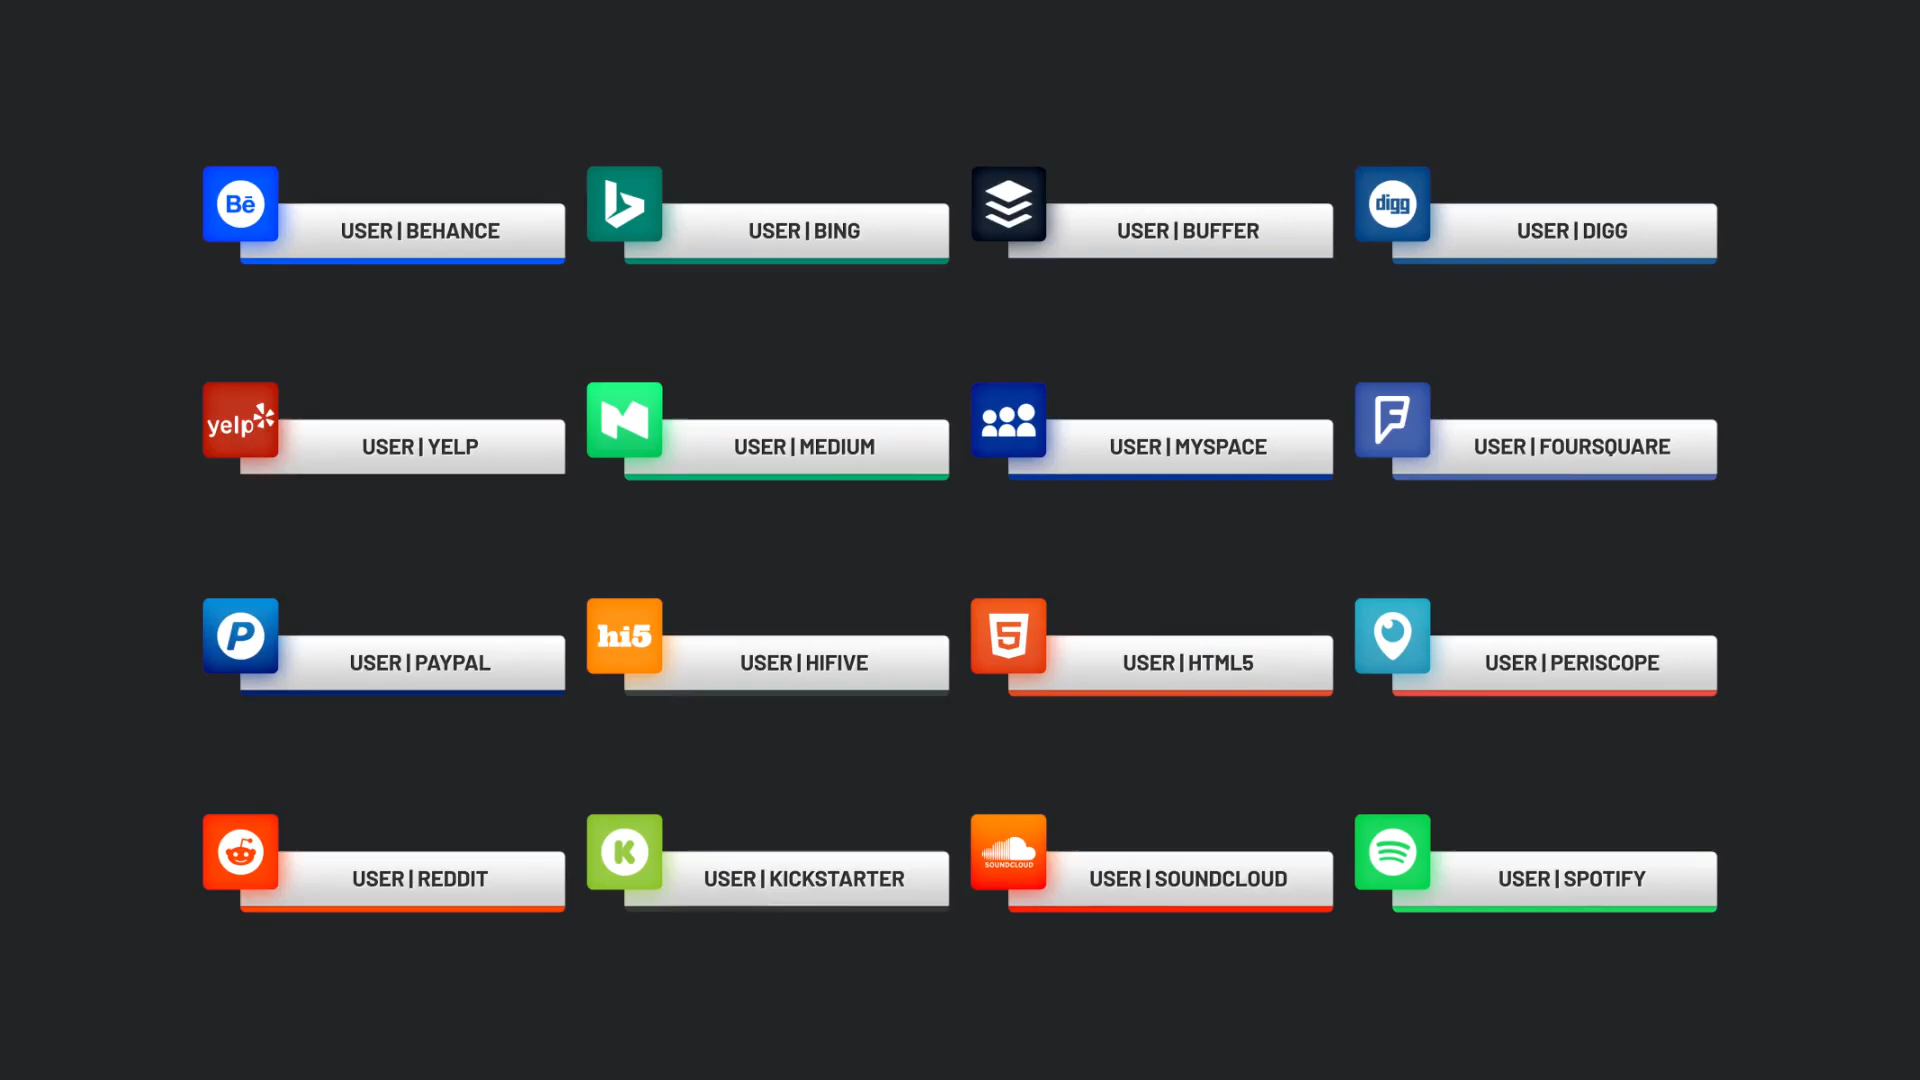 Bē
USER | BEHANCE
USER | BING
USER | BUFFER
digg
USER | DIGG
yelp
USER | YELP
USER | MEDIUM
USER | MYSPACE
USER | FOURSQUARE
P
USER | PAYPAL
hi5
USER | HIFIVE
5
USER | HTML5
USER | PERISCOPE
USER | REDDIT
K
USER | KICKSTARTER
SOUNDCLOUD
USER | SOUNDCLOUD
USER | SPOTIFY